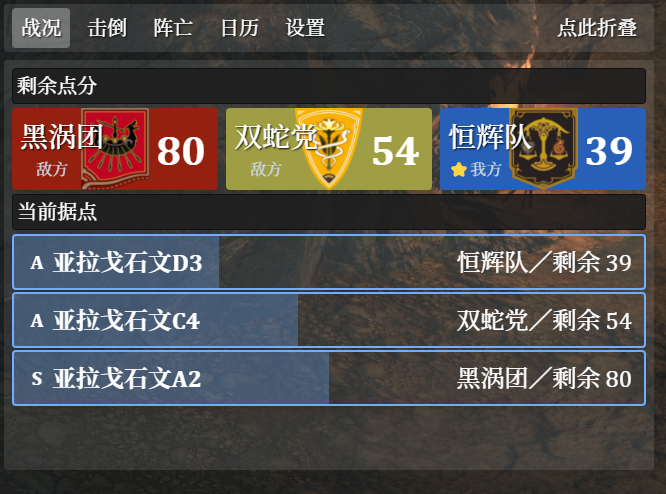 战况 击倒 阵亡 日历 设置 点此折叠
剩余点分
黑涡团 敌方 80
双蛇党 敌方 54
恒辉队 我方 39
当前据点
A 亚拉戈石文D3 恒辉队／剩余 39
A 亚拉戈石文C4 双蛇党／剩余 54
S 亚拉戈石文A2 黑涡团／剩余 80